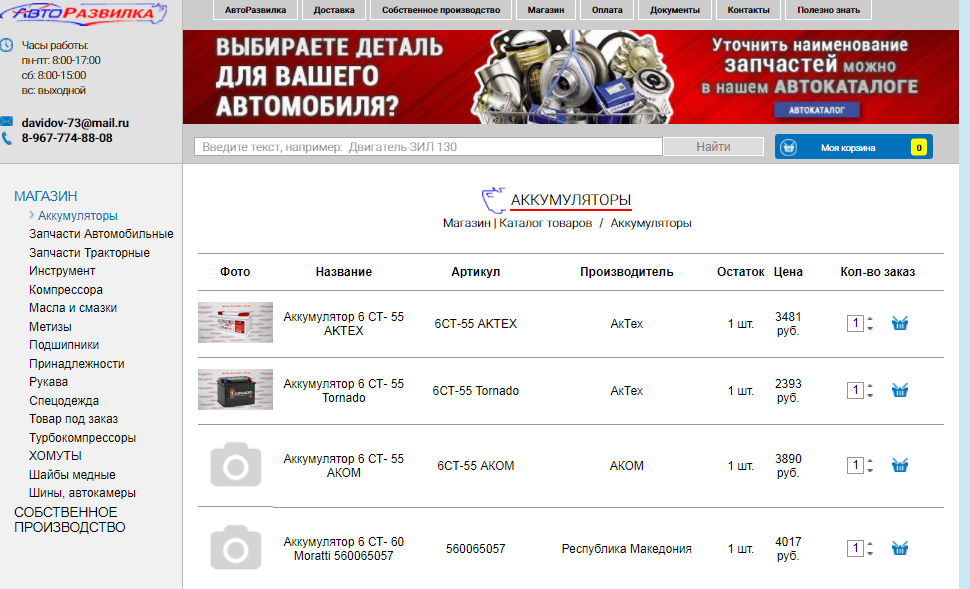 АвтоРазвилка
АвтоРазвилка
Доставка
Собственное производство
Магазин
Оплата
Документы
Контакты
Полезно знать
Часы работы:
пн-пт: 8:00-17:00
сб: 8:00-15:00
вс: выходной
davidov-73@mail.ru
8-967-774-88-08
ВЫБИРАЕТЕ ДЕТАЛЬ
ДЛЯ ВАШЕГО
АВТОМОБИЛЯ?
Уточнить наименование
запчастей можно
в нашем АВТОКАТАЛОГЕ
АВТОКАТАЛОГ
Введите текст, например: Двигатель ЗИЛ 130
Найти
Моя корзина
0
МАГАЗИН
Аккумуляторы
Запчасти Автомобильные
Запчасти Тракторные
Инструмент
Компрессора
Масла и смазки
Метизы
Подшипники
Принадлежности
Рукава
Спецодежда
Товар под заказ
Турбокомпрессоры
ХОМУТЫ
Шайбы медные
Шины, автокамеры
СОБСТВЕННОЕ
ПРОИЗВОДСТВО
АККУМУЛЯТОРЫ
Магазин | Каталог товаров / Аккумуляторы
Фото Название Артикул Производитель Остаток Цена Кол-во заказ
Аккумулятор 6 СТ- 55
AKTEX
6СТ-55 AKTEX
АкТех
1 шт.
3481
руб.
1
Аккумулятор 6 СТ- 55
Tornado
6СТ-55 Tornado
АкТех
1 шт.
2393
руб.
1
Аккумулятор 6 СТ- 55
АКОМ
6СТ-55 АКОМ
АКОМ
1 шт.
3890
руб.
1
Аккумулятор 6 СТ- 60
Moratti 560065057
560065057
Республика Македония
1 шт.
4017
руб.
1